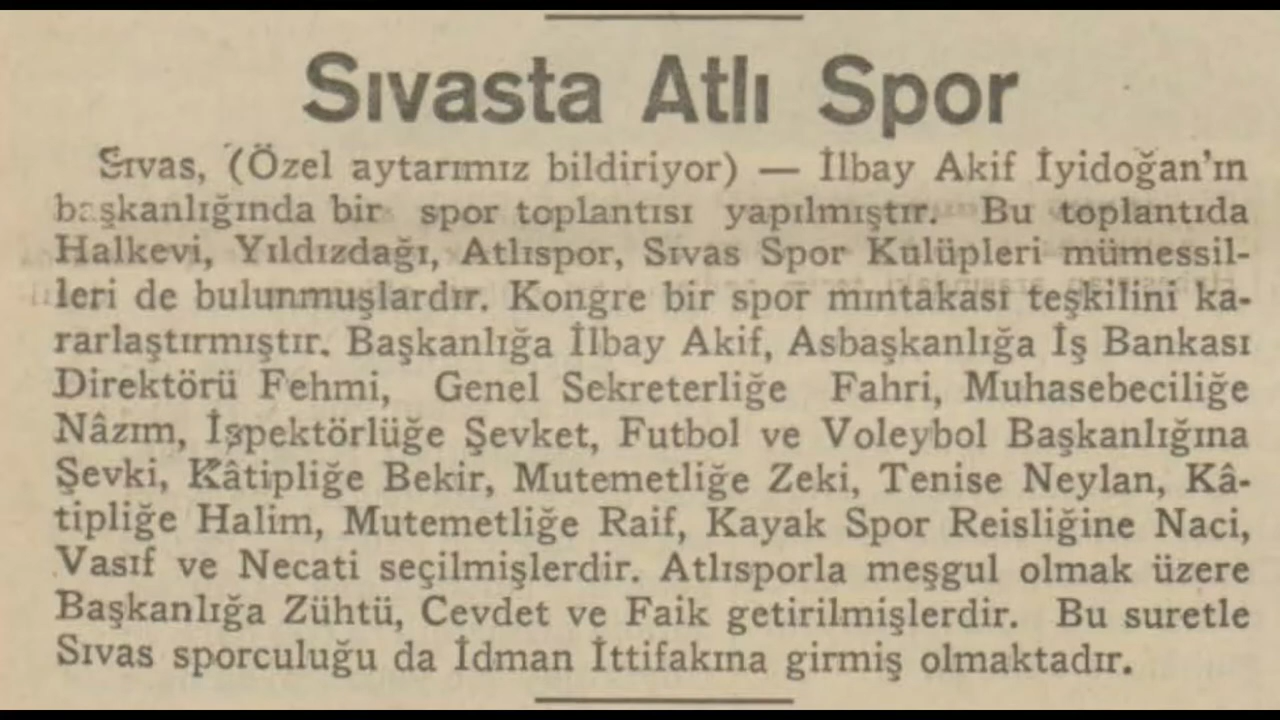 Sıvasta Atlı Spor
Sıvas, (Özel aytarımız bildiriyor) — İlbay Akif İyidoğan'ın
başkanlığında bir spor toplantısı yapılmıştır. Bu toplantıda
Halkevi, Yıldızdağı, Atlıspor, Sıvas Spor Kulüpleri mümessil-
leri de bulunmuşlardır. Kongre bir spor mıntakası teşkilini ka-
rarlaştırmıştır. Başkanlığa İlbay Akif, Asbaşkanlığa İş Bankası
Direktörü Fehmi, Genel Sekreterliğe Fahri, Muhasebeciliğe
Nâzım, İspektörlüğe Şevket, Futbol ve Voleybol Başkanlığına
Şevki, Kâtipliğe Bekir, Mutemetliğe Zeki, Tenise Neylan, Kâ-
tipliğe Halim, Mutemetliğe Raif, Kayak Spor Reisliğine Naci,
Vasıf ve Necati seçilmişlerdir. Atlısporla meşgul olmak üzere
Başkanlığa Zühtü, Cevdet ve Faik getirilmişlerdir. Bu suretle
Sıvas sporculuğu da İdman İttifakına girmiş olmaktadır.